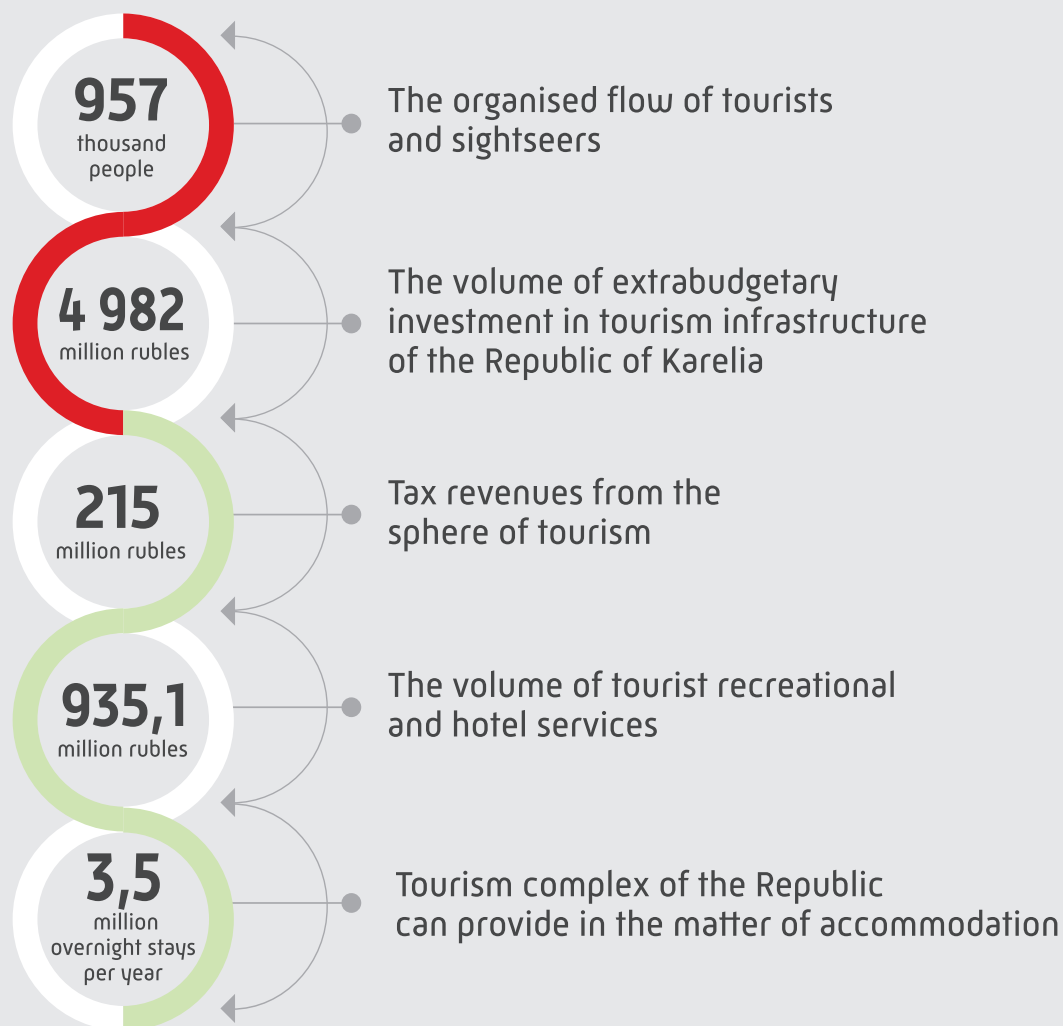 957
thousand
people
The organised flow of tourists
and sightseers
4 982
million rubles
The volume of extrabudgetary
investment in tourism infrastructure
of the Republic of Karelia
215
million rubles
Tax revenues from the
sphere of tourism
935,1
million rubles
The volume of tourist recreational
and hotel services
3,5
million
overnight stays
per year
Tourism complex of the Republic
can provide in the matter of accommodation